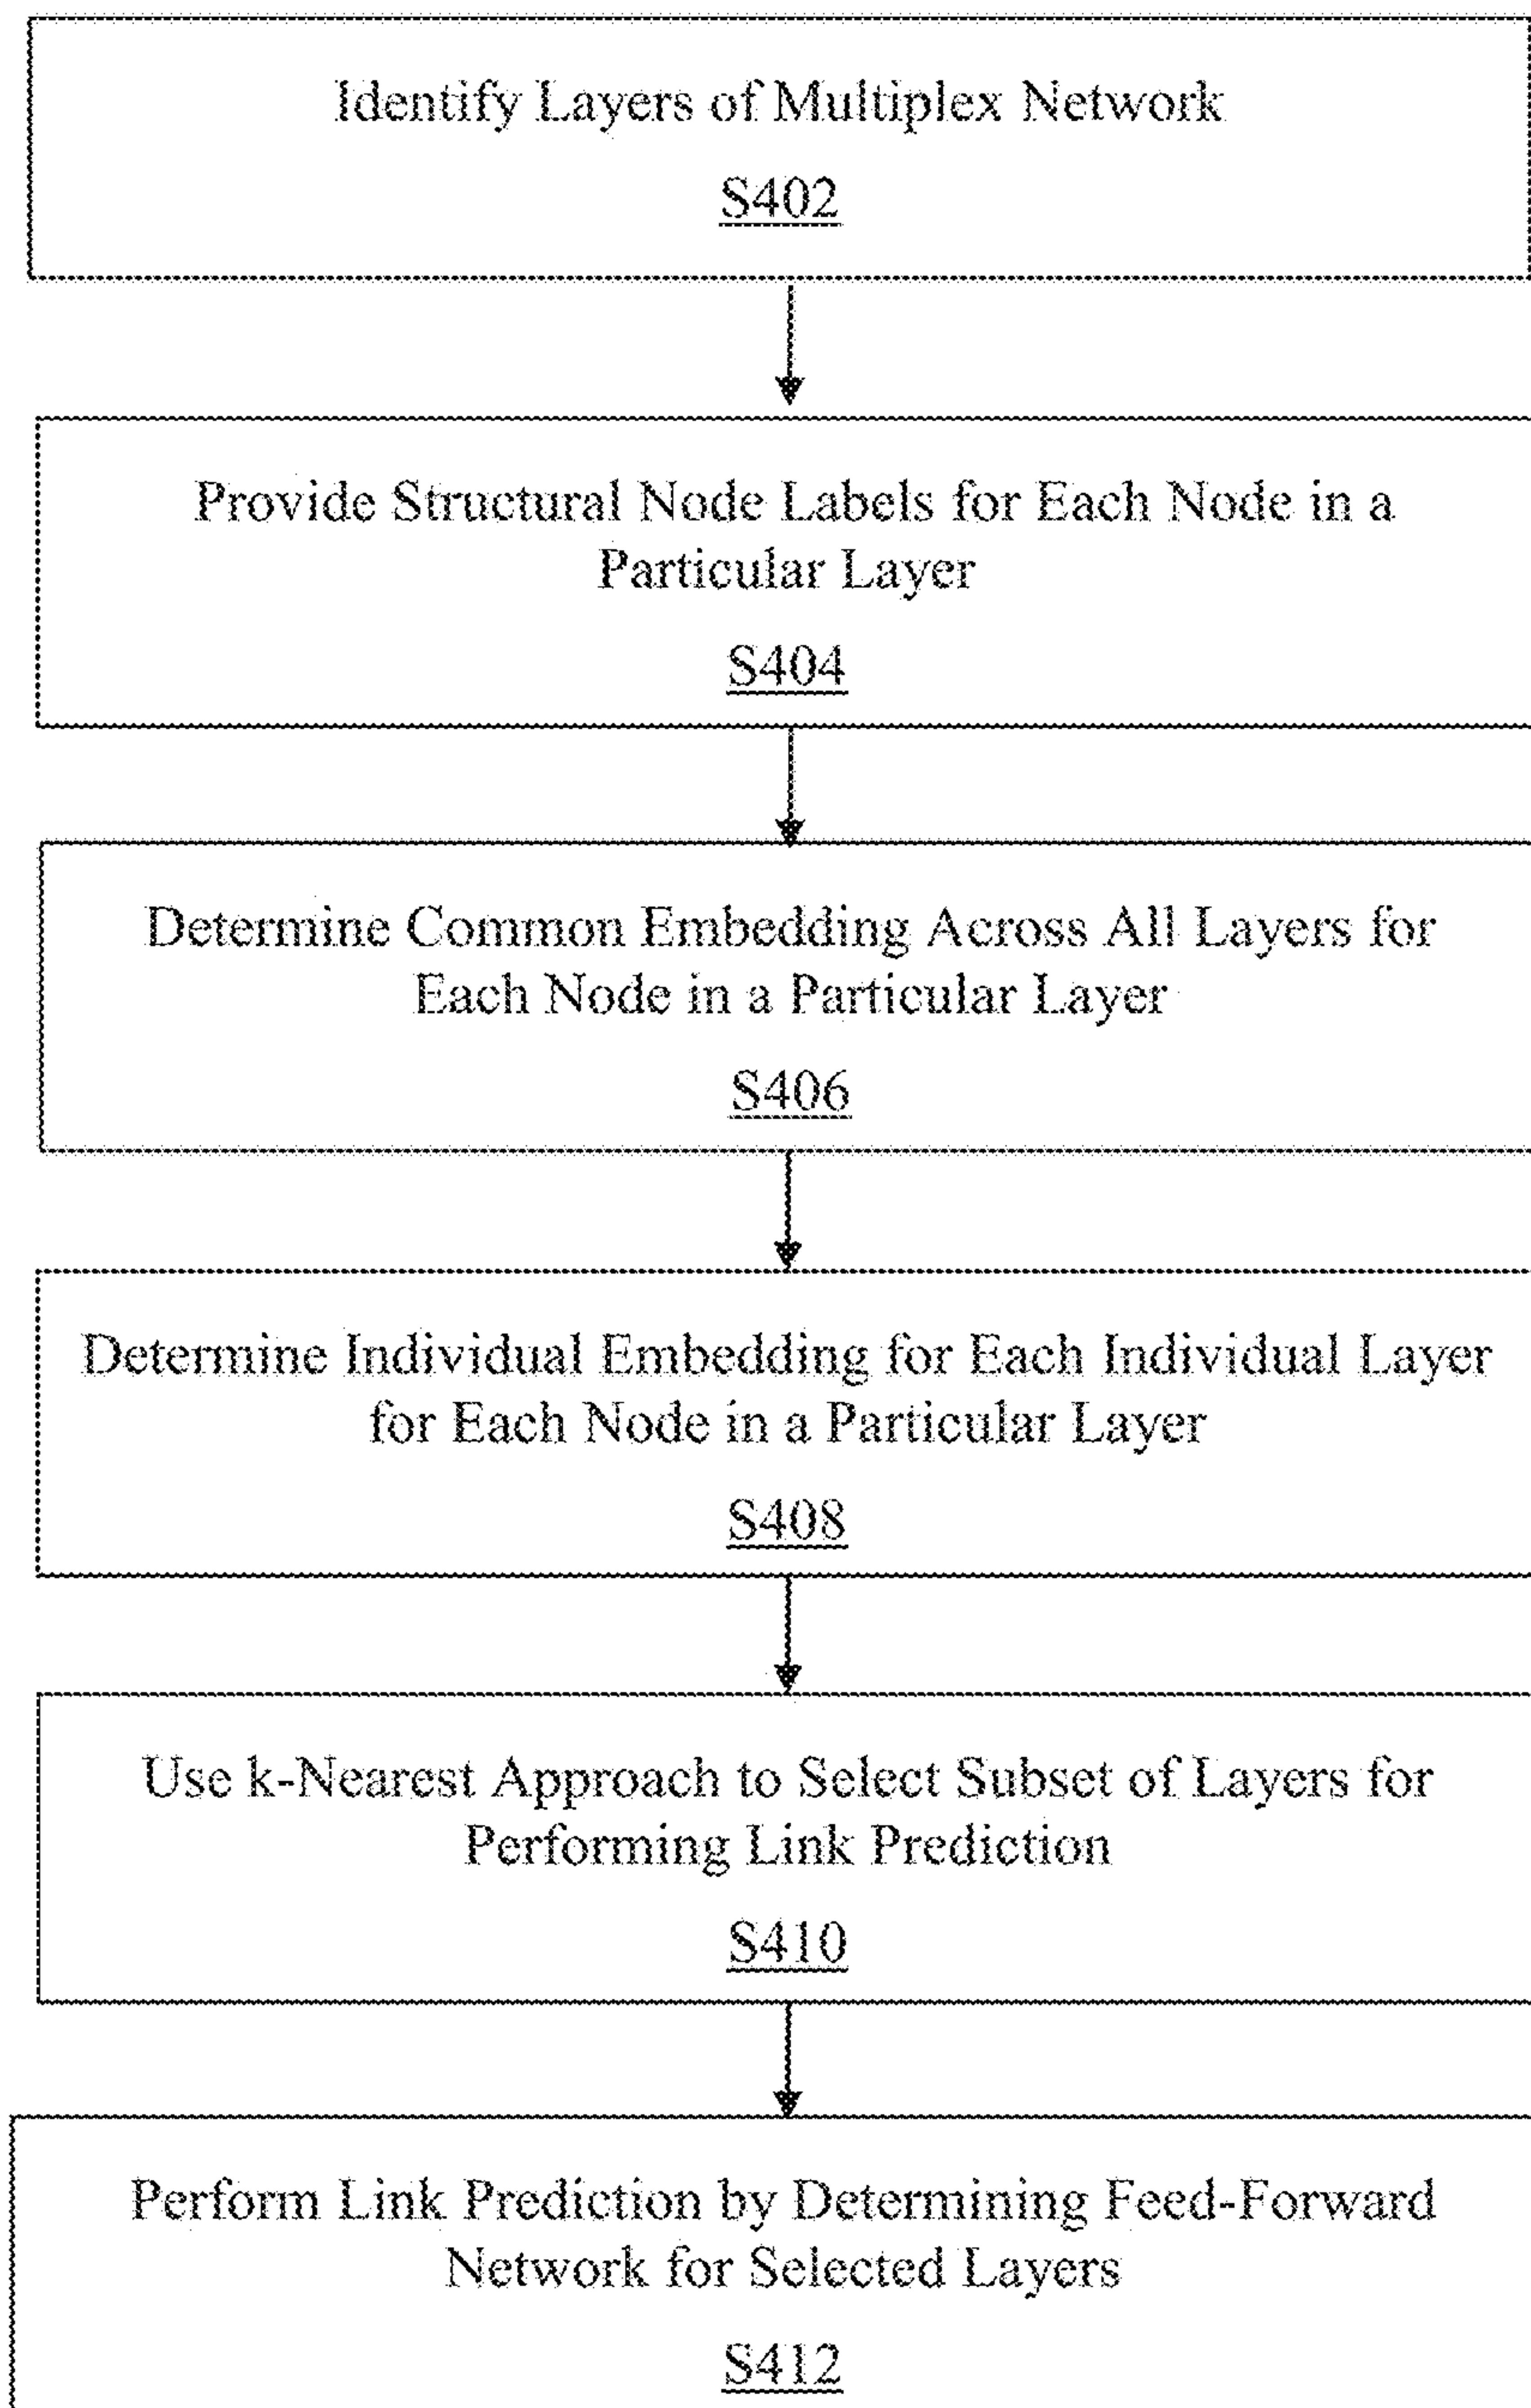 Identify Layers of Multiplex Network
S402
Provide Structural Node Labels for Each Node in a
Particular Layer
S404
Determine Common Embedding Across All Layers for
Each Node in a Particular Layer
S406
Determine Individual Embedding for Each Individual Layer
for Each Node in a Particular Layer
S408
Use k-Nearest Approach to Select Subset of Layers for
Performing Link Prediction
S410
Perform Link Prediction by Determining Feed-Forward
Network for Selected Layers
S412